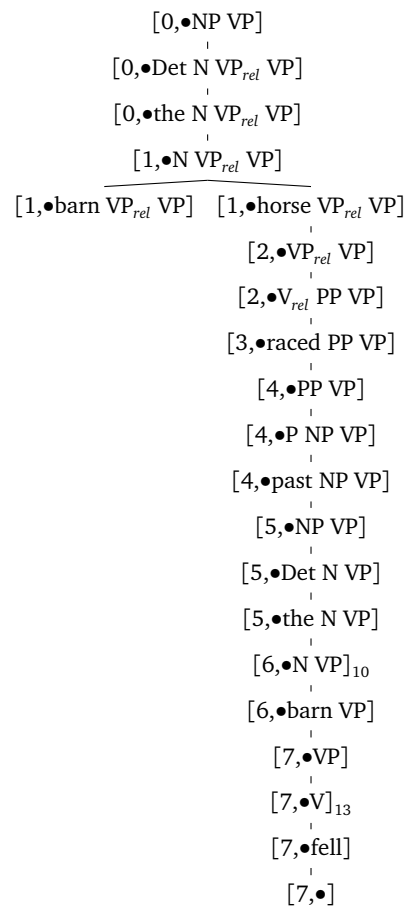 [0,•NP VP]
[0,•Det N VP_rel VP]
[0,•the N VP_rel VP]
[1,•N VP_rel VP]
[1,•barn VP_rel VP] [1,•horse VP_rel VP]
[2,•VP_rel VP]
[2,•V_rel PP VP]
[3,•raced PP VP]
[4,•PP VP]
[4,•P NP VP]
[4,•past NP VP]
[5,•NP VP]
[5,•Det N VP]
[5,•the N VP]
[6,•N VP]_10
[6,•barn VP]
[7,•VP]
[7,•V]_13
[7,•fell]
[7,•]